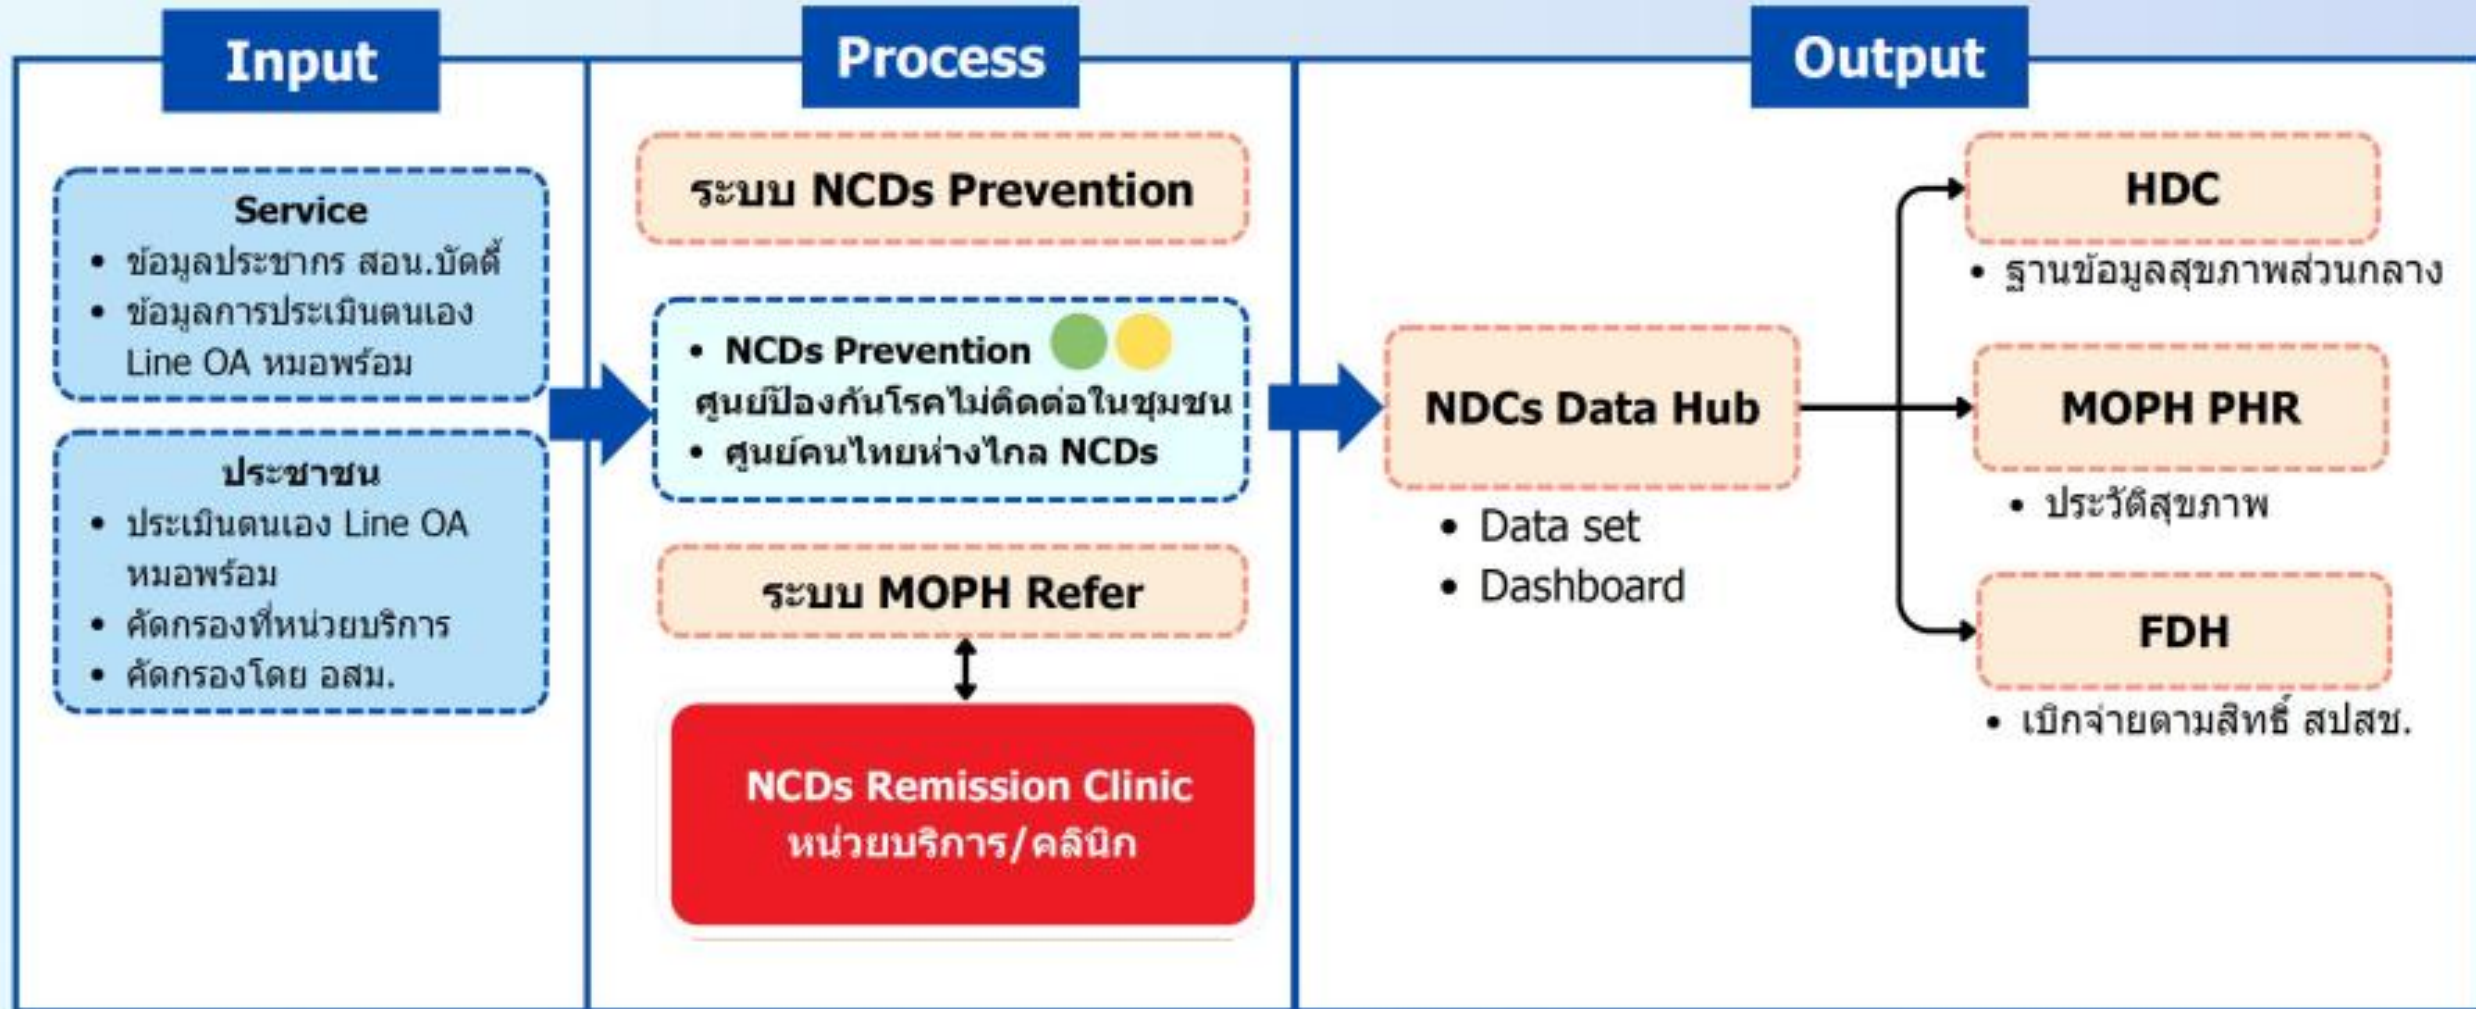 Input
Service
• ข้อมูลประชากร สอน.บัดดี้
• ข้อมูลการประเมินตนเอง
Line OA หมอพร้อม
ประชาชน
• ประเมินตนเอง Line OA
หมอพร้อม
• คัดกรองที่หน่วยบริการ
• คัดกรองโดย อสม.
Process
ระบบ NCDs Prevention
• NCDs Prevention
ศูนย์ป้องกันโรคไม่ติดต่อในชุมชน
• ศูนย์คนไทยห่างไกล NCDs
ระบบ MOPH Refer
NCDs Remission Clinic
หน่วยบริการ/คลินิก
Output
NDCs Data Hub
• Data set
• Dashboard
HDC
• ฐานข้อมูลสุขภาพส่วนกลาง
MOPH PHR
• ประวัติสุขภาพ
FDH
• เบิกจ่ายตามสิทธิ์ สปสช.